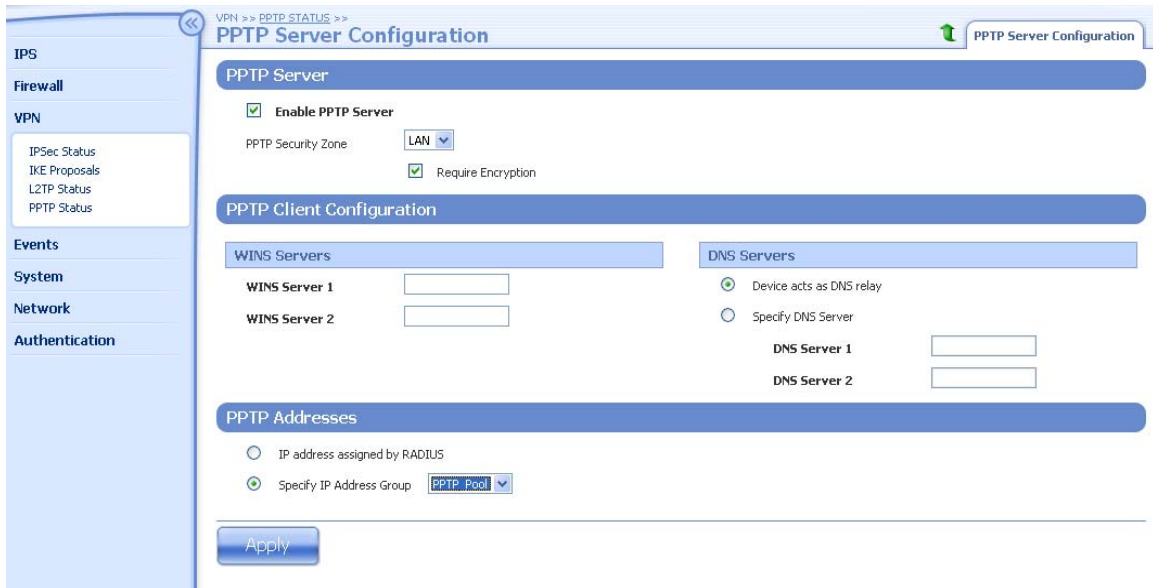 VPN >> PPTP STATUS >>
PPTP Server Configuration
PPTP Server Configuration
IPS
Firewall
VPN
IPSec Status
IKE Proposals
L2TP Status
PPTP Status
Events
System
Network
Authentication
PPTP Server
Enable PPTP Server
PPTP Security Zone LAN
Require Encryption
PPTP Client Configuration
WINS Servers
WINS Server 1
WINS Server 2
DNS Servers
Device acts as DNS relay
Specify DNS Server
DNS Server 1
DNS Server 2
PPTP Addresses
IP address assigned by RADIUS
Specify IP Address Group PPTP_Pool
Apply